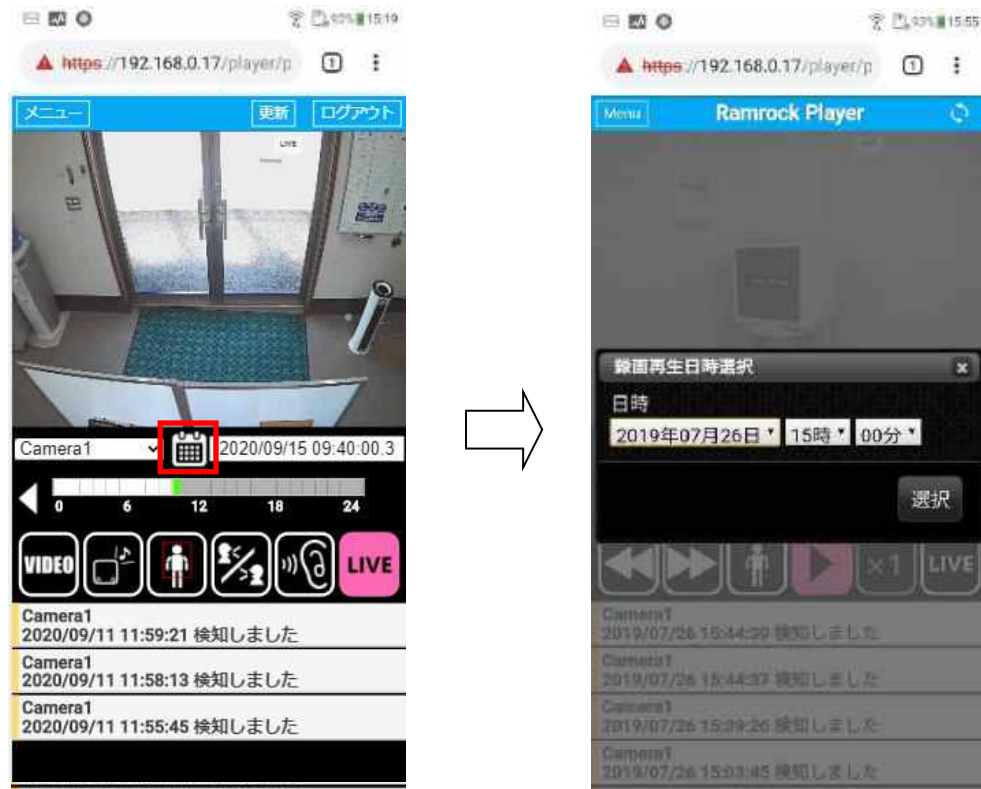 92% 15:19
https://192.168.0.17/player/p 1
メニュー 更新 ログアウト
LIVE
Camera1 2020/09/15 09:40:00.3
0 6 12 18 24
VIDEO LIVE
Camera1
2020/09/11 11:59:21 検知しました
Camera1
2020/09/11 11:58:13 検知しました
Camera1
2020/09/11 11:55:45 検知しました
15:55
https://192.168.0.17/player/p 1
Menu Ramrock Player
録画再生日時選択
日時
2019年07月26日 15時 00分
選択
×1 LIVE
Camera1
2019/07/26 15:44:39 検知しました
Camera1
2019/07/26 15:44:37 検知しました
Camera1
2019/07/26 15:39:26 検知しました
Camera1
2019/07/26 15:03:45 検知しました